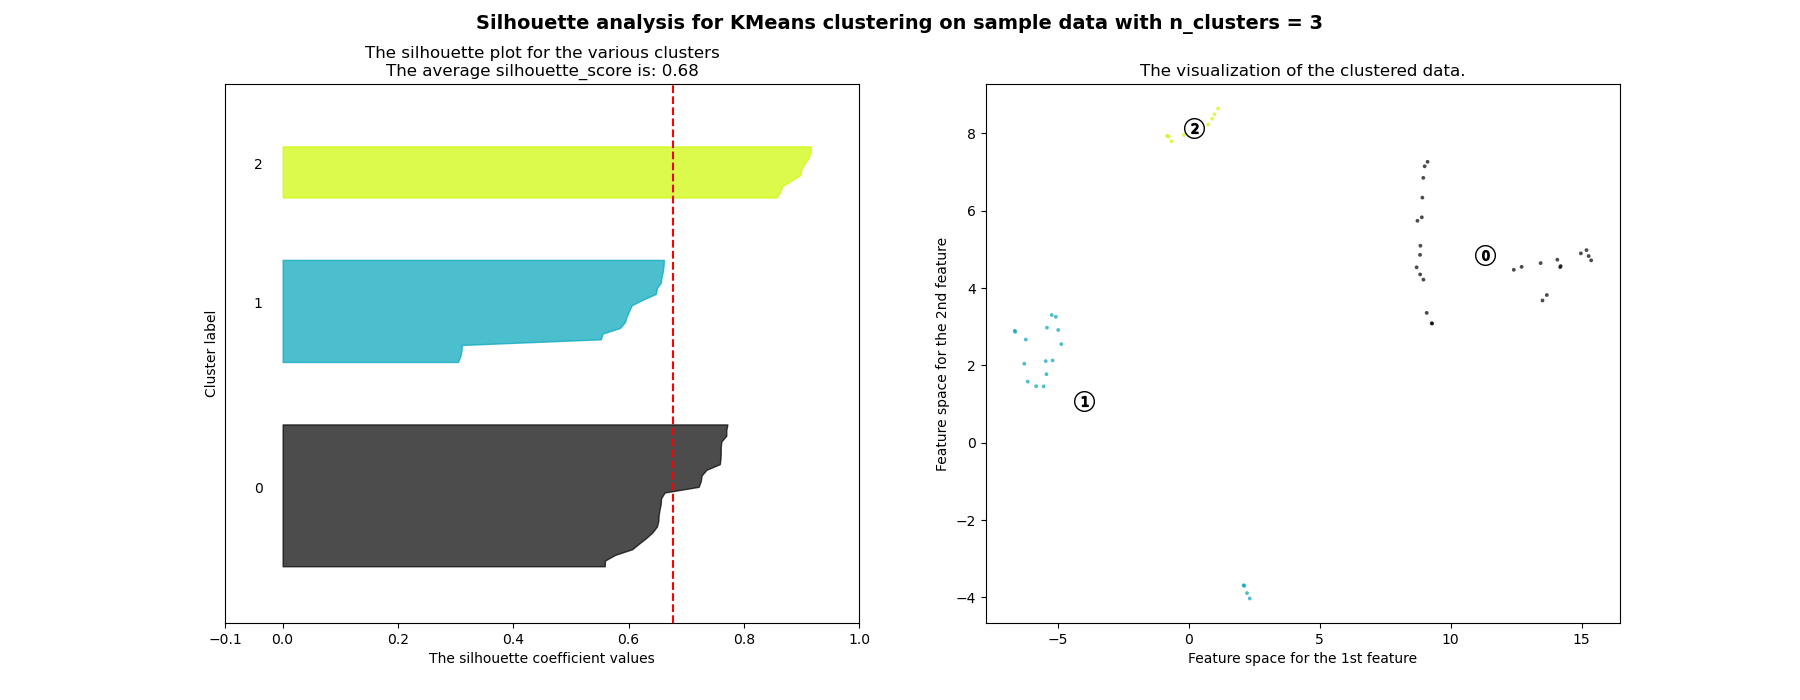 Silhouette analysis for KMeans clustering on sample data with n_clusters = 3
The silhouette plot for the various clusters
The average silhouette_score is: 0.68
2
1
0
Cluster label
−0.1 0.0 0.2 0.4 0.6 0.8 1.0
The silhouette coefficient values
The visualization of the clustered data.
8
6
4
2
0
−2
−4
Feature space for the 2nd feature
2
0
1
−5 0 5 10 15
Feature space for the 1st feature